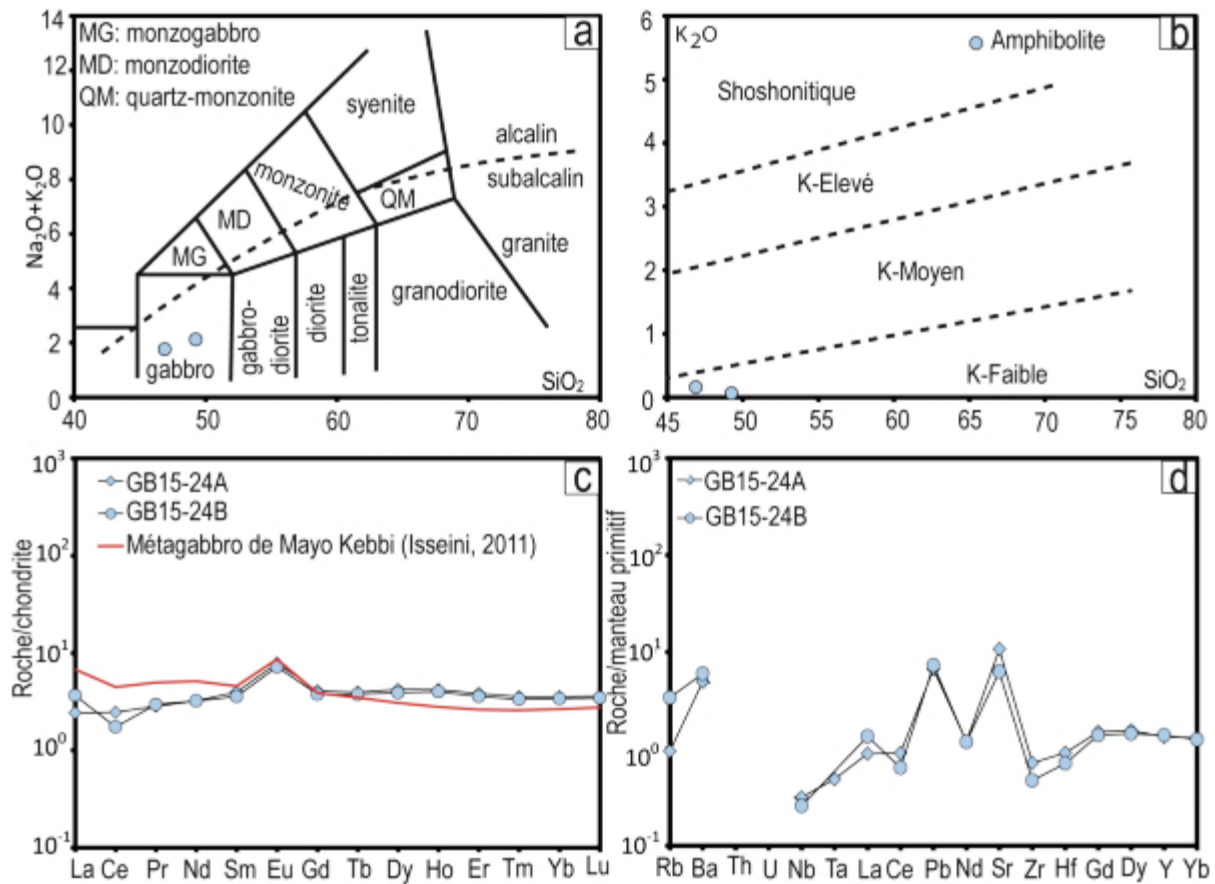 MG: monzogabbro
MD: monzodiorite
QM: quartz-monzonite
a
syenite
alcalin
subalcalin
monzonite
QM
MD
MG
granite
granodiorite
tonalite
diorite
gabbro-
diorite
gabbro
SiO₂
Na₂O+K₂O
14
12
10
8
6
4
2
0
40 50 60 70 80
K₂O
b
Amphibolite
Shoshonitique
K-Elevé
K-Moyen
K-Faible
SiO₂
6
5
4
3
2
1
0
45 50 55 60 65 70 75 80
c
GB15-24A
GB15-24B
Métagabbro de Mayo Kebbi (Isseini, 2011)
Roche/chondrite
10³
10²
10¹
10⁰
10⁻¹
La Ce Pr Nd Sm Eu Gd Tb Dy Ho Er Tm Yb Lu
d
GB15-24A
GB15-24B
Roche/manteau primitif
10³
10²
10¹
10⁰
10⁻¹
Rb Ba Th U Nb Ta La Ce Pb Nd Sr Zr Hf Gd Dy Y Yb